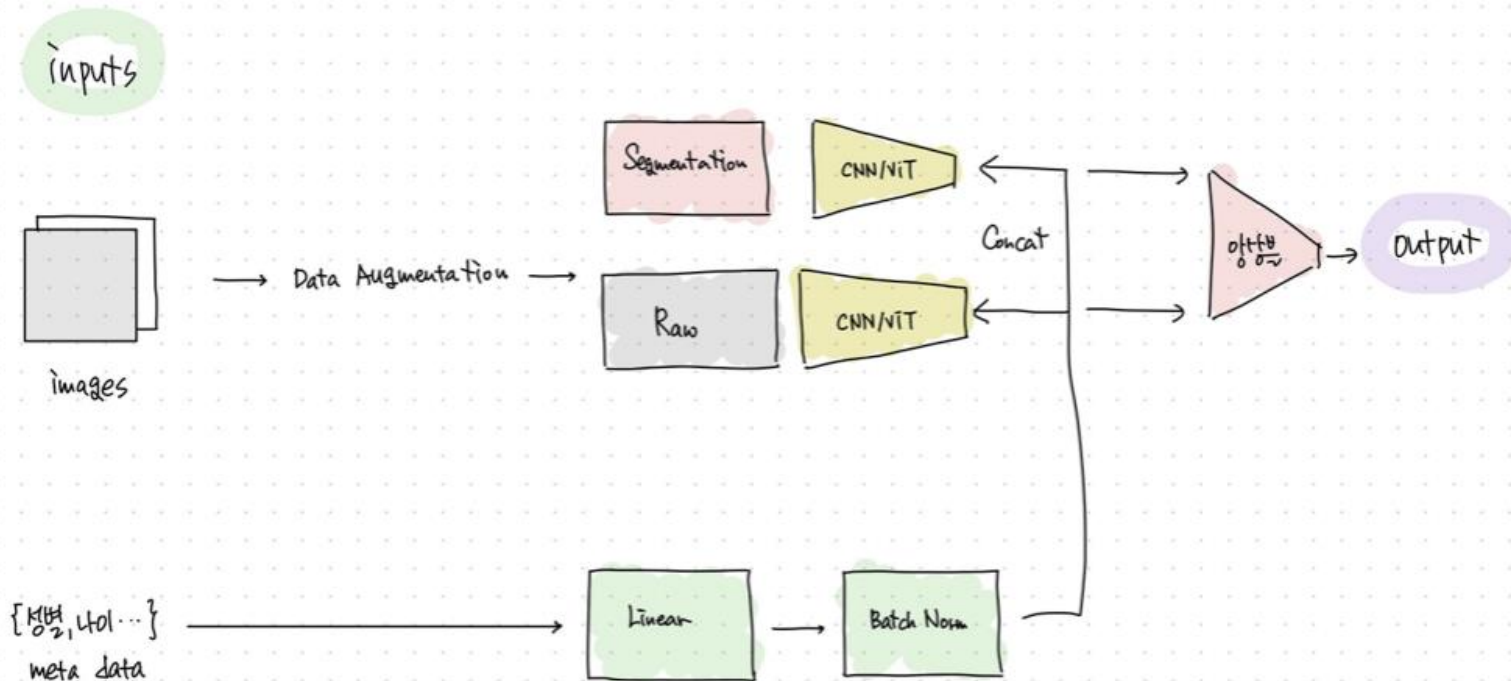 inputs
Segmentation
CNN/ViT
Concat
앙상블
output
Data Augmentation
Raw
CNN/ViT
images
{성별, 나이…}
meta data
Linear
Batch Norm